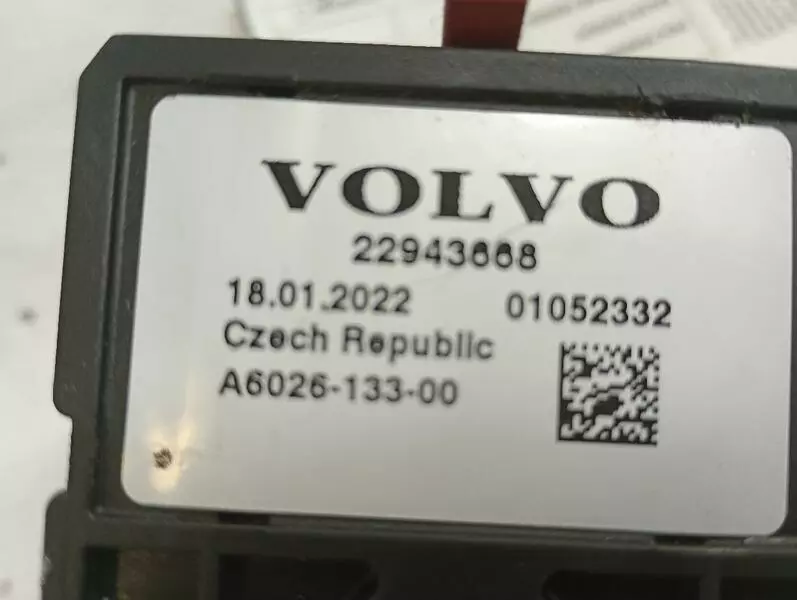 VOLVO
22943668
18.01.2022 01052332
Czech Republic
A6026-133-00